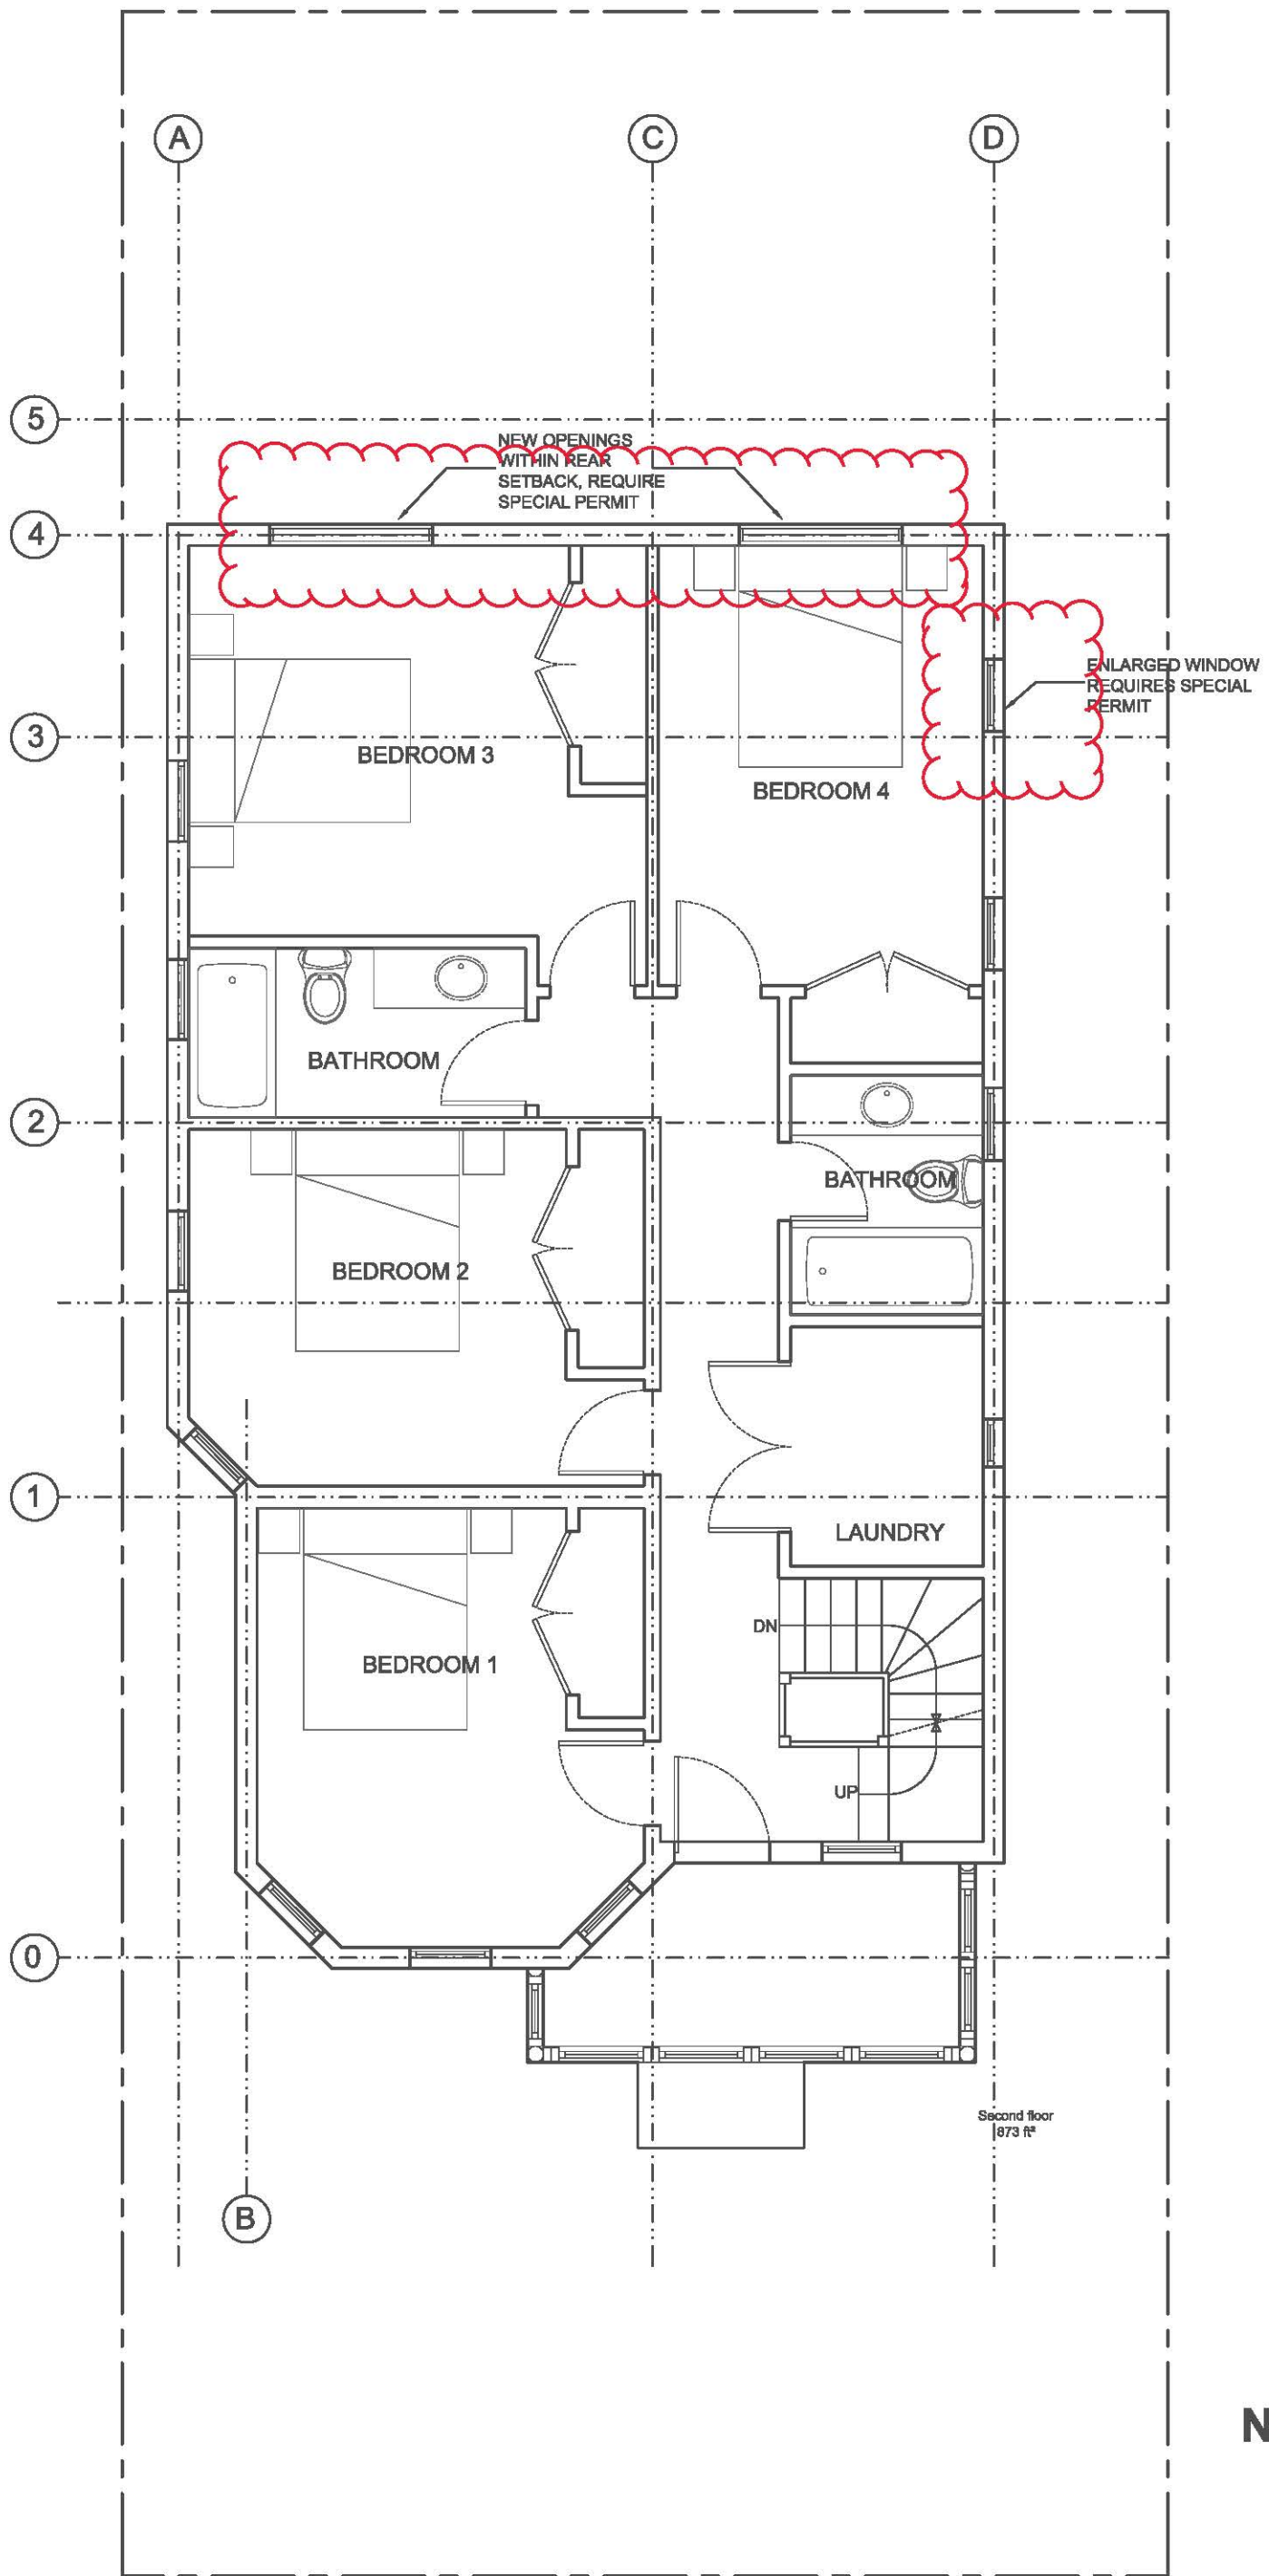 A
C
D
5
NEW OPENINGS
WITHIN REAR
SETBACK, REQUIRE
SPECIAL PERMIT
4
ENLARGED WINDOW
REQUIRES SPECIAL
PERMIT
3
BEDROOM 3
BEDROOM 4
BATHROOM
2
BATHROOM
BEDROOM 2
1
LAUNDRY
DN
BEDROOM 1
UP
0
Second floor
873 ft²
B
N